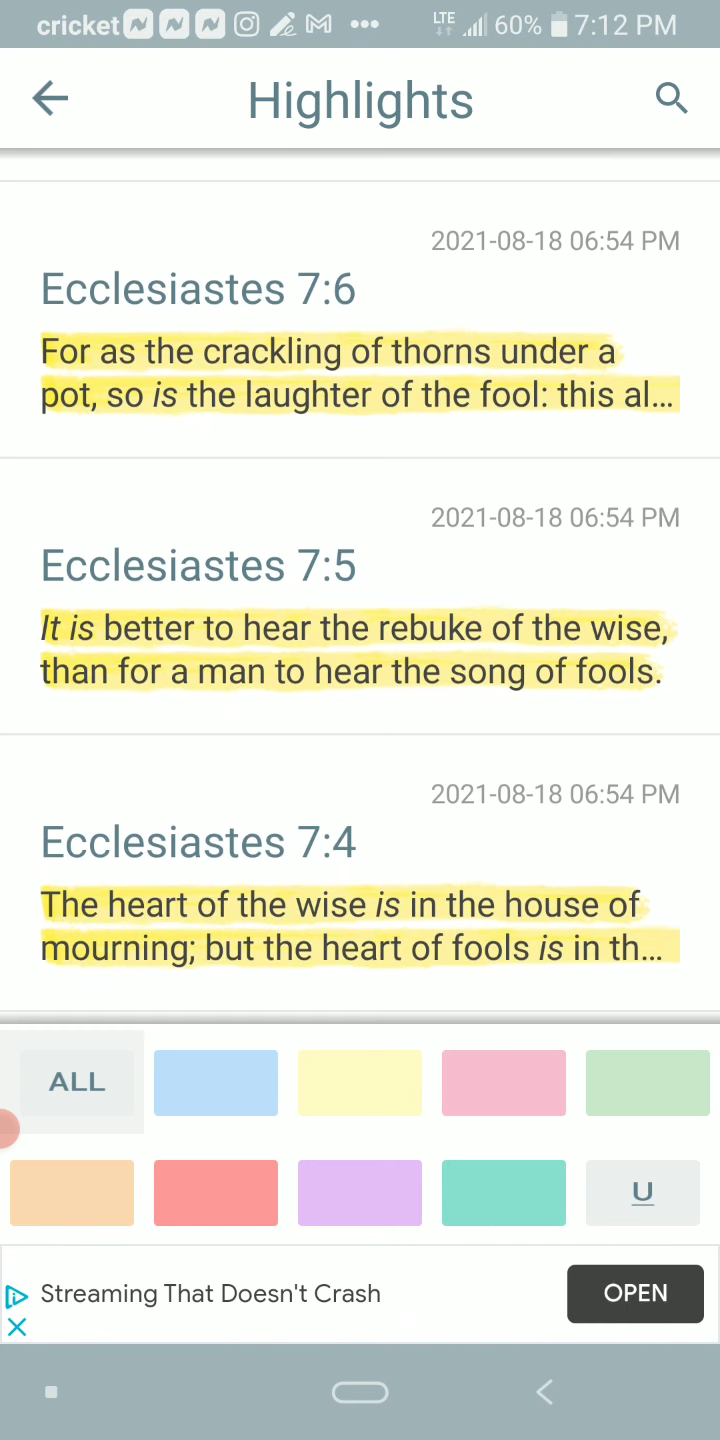 cricket LTE 60% 7:12 PM
Highlights
2021-08-18 06:54 PM
Ecclesiastes 7:6
For as the crackling of thorns under a
pot, so is the laughter of the fool: this al...
2021-08-18 06:54 PM
Ecclesiastes 7:5
It is better to hear the rebuke of the wise,
than for a man to hear the song of fools.
2021-08-18 06:54 PM
Ecclesiastes 7:4
The heart of the wise is in the house of
mourning; but the heart of fools is in th...
ALL
U
Streaming That Doesn't Crash
OPEN